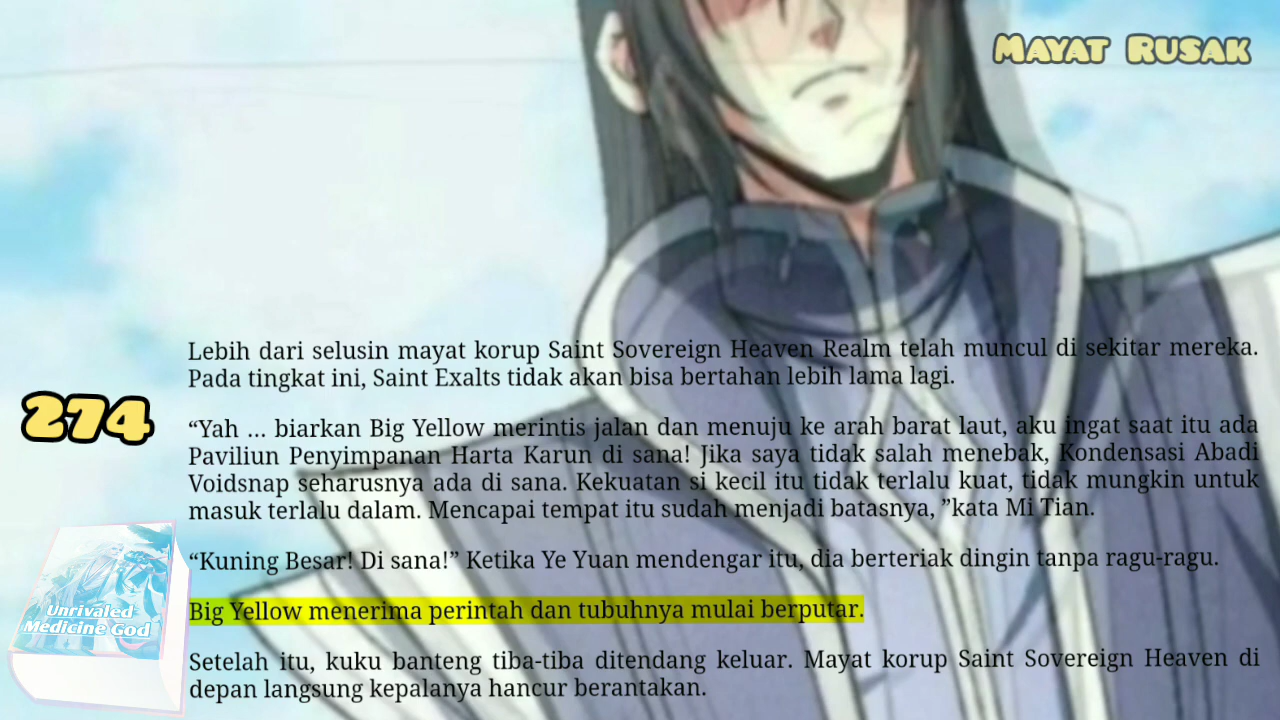 Mayat Rusak
Lebih dari selusin mayat korup Saint Sovereign Heaven Realm telah muncul di sekitar mereka.
Pada tingkat ini, Saint Exalts tidak akan bisa bertahan lebih lama lagi.
274
“Yah ... biarkan Big Yellow merintis jalan dan menuju ke arah barat laut, aku ingat saat itu ada
Paviliun Penyimpanan Harta Karun di sana! Jika saya tidak salah menebak, Kondensasi Abadi
Voidsnap seharusnya ada di sana. Kekuatan si kecil itu tidak terlalu kuat, tidak mungkin untuk
masuk terlalu dalam. Mencapai tempat itu sudah menjadi batasnya, ”kata Mi Tian.
“Kuning Besar! Di sana!” Ketika Ye Yuan mendengar itu, dia berteriak dingin tanpa ragu-ragu.
Big Yellow menerima perintah dan tubuhnya mulai berputar.
Unrivaled
Medicine God
Setelah itu, kuku banteng tiba-tiba ditendang keluar. Mayat korup Saint Sovereign Heaven di
depan langsung kepalanya hancur berantakan.